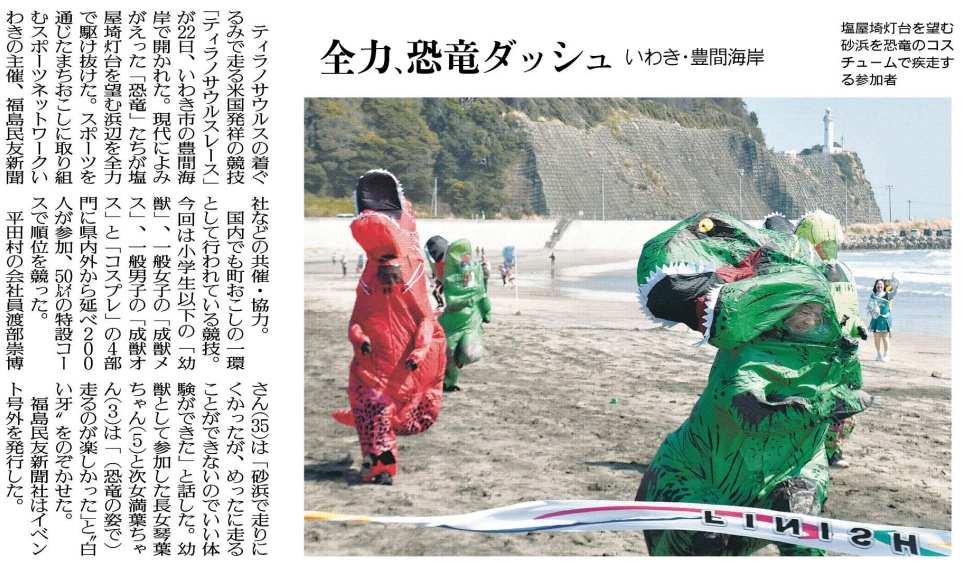 全力、恐竜ダッシュ いわき・豊間海岸
塩屋埼灯台を望む
砂浜を恐竜のコス
チュームで疾走す
る参加者
ティラノサウルスの着ぐ
るみで走る米国発祥の競技
「ティラノサウルスレース」
が22日、いわき市の豊間海
岸で開かれた。現代によみ
がえった「恐竜」たちが塩
屋埼灯台を望む浜辺を全力
で駆け抜けた。スポーツを
通じたまちおこしに取り組
むスポーツネットワークい
わきの主催、福島民友新聞
社などの共催・協力。
国内でも町おこしの一環
として行われている競技。
今回は小学生以下の「幼
獣」、一般女子の「成獣メ
ス」、一般男子の「成獣オ
ス」と「コスプレ」の4部
門に県内外から延べ200
人が参加、50㍍の特設コー
スで順位を競った。
平田村の会社員渡部崇博
さん(35)は「砂浜で走りに
くかったが、めったに走る
ことができないのでいい体
験ができた」と話した。幼
獣として参加した長女琴葉
ちゃん(5)と次女満葉ちゃ
ん(3)は「(恐竜の姿で)
走るのが楽しかった」と〝白
い牙〟をのぞかせた。
福島民友新聞社はイベン
ト号外を発行した。
FINISH